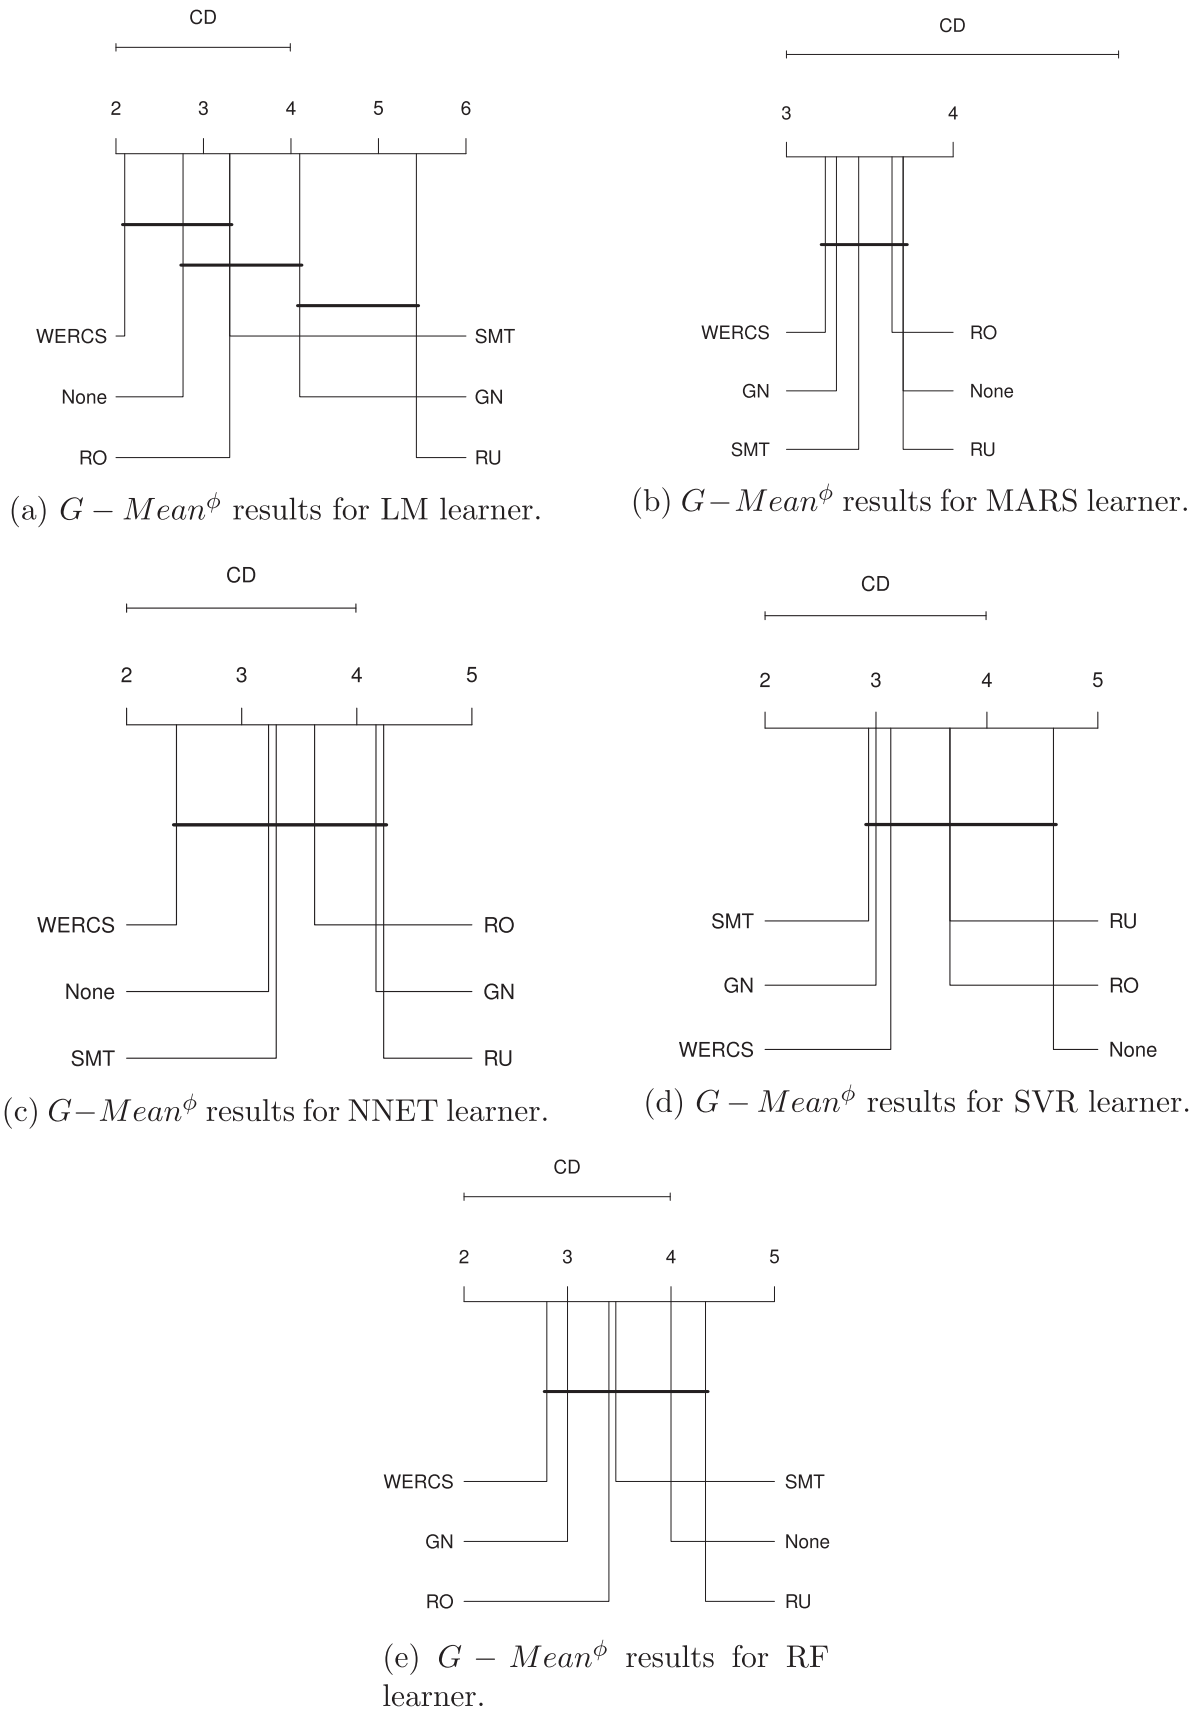 CD
2 3 4 5 6
WERCS SMT
None GN
RO RU
(a) G − Mean^ϕ results for LM learner.
CD
3 4
WERCS RO
GN None
SMT RU
(b) G−Mean^ϕ results for MARS learner.
CD
2 3 4 5
WERCS RO
None GN
SMT RU
(c) G−Mean^ϕ results for NNET learner.
CD
2 3 4 5
SMT RU
GN RO
WERCS None
(d) G − Mean^ϕ results for SVR learner.
CD
2 3 4 5
WERCS SMT
GN None
RO RU
(e) G − Mean^ϕ results for RF
learner.